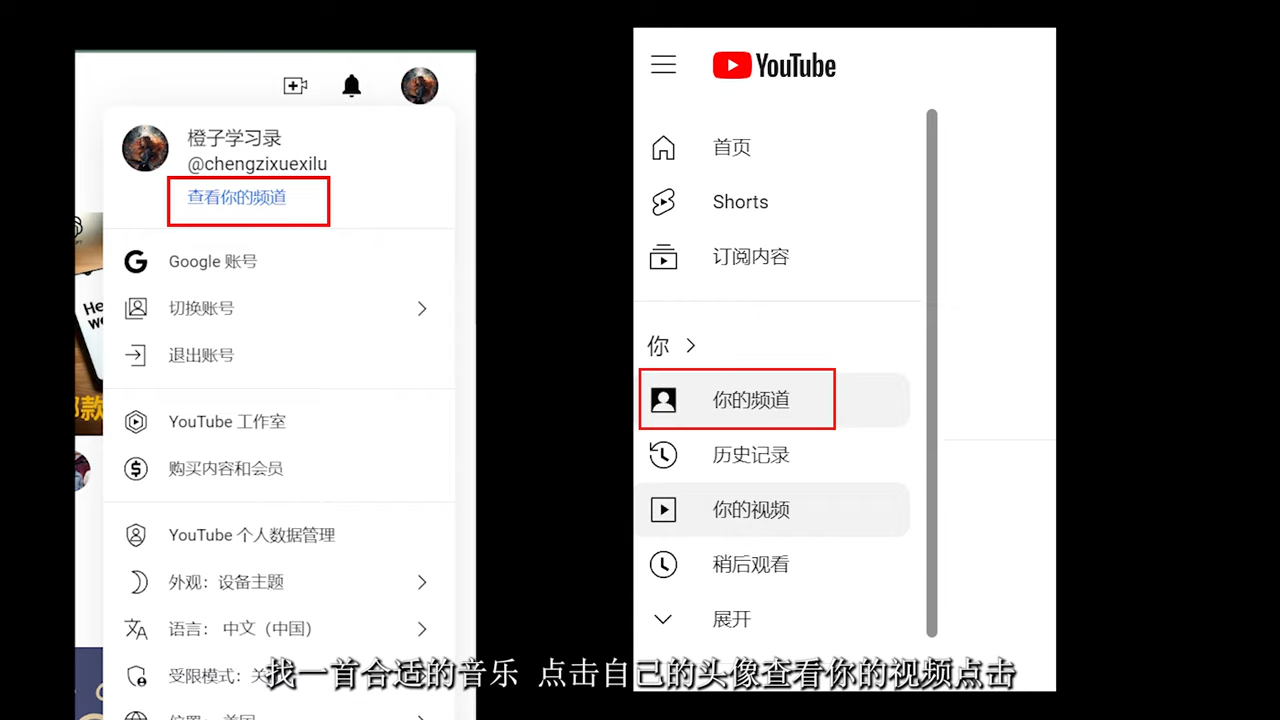 橙子学习录
@chengzixuexilu
查看你的频道
Google 账号
切换账号
退出账号
YouTube 工作室
购买内容和会员
YouTube 个人数据管理
外观：设备主题
语言： 中文（中国）
受限模式：
YouTube
首页
Shorts
订阅内容
你
你的频道
历史记录
你的视频
稍后观看
展开
找一首合适的音乐 点击自己的头像查看你的视频点击